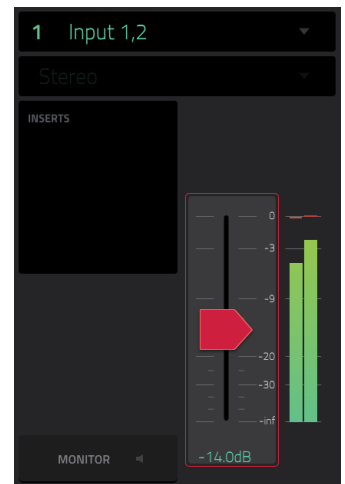 1 Input 1,2
Stereo
INSERTS
0
-3
-9
-20
-30
-inf
-14.0dB
MONITOR